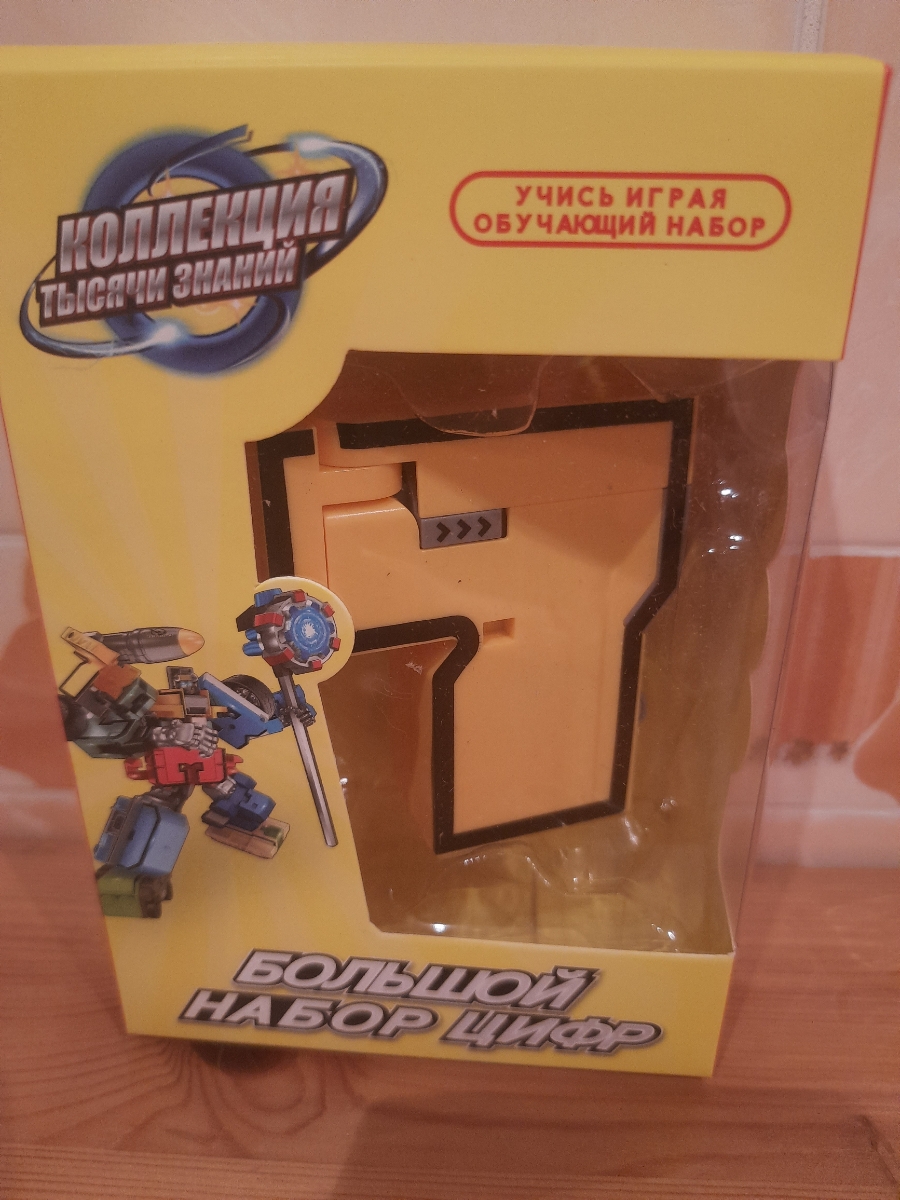 КОЛЛЕКЦИЯ
ТЫСЯЧИ ЗНАНИЙ
УЧИСЬ ИГРАЯ
ОБУЧАЮЩИЙ НАБОР
БОЛЬШОЙ
НАБОР ЦИФР